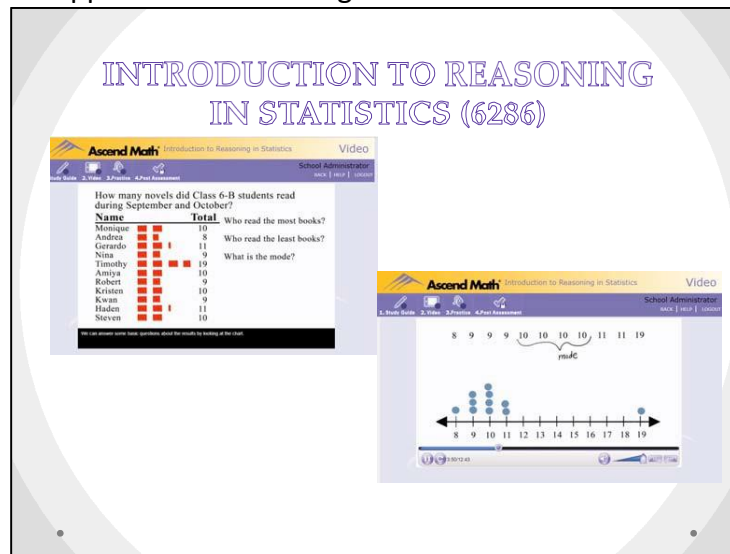 INTRODUCTION TO REASONING
IN STATISTICS (6286)
Ascend Math Introduction to Reasoning in Statistics Video
School Administrator
Study Guide 2. Video 3.Practice 4.Post Assessment
BACK | HELP | LOGOUT
How many novels did Class 6-B students read
during September and October?
Name Total
Who read the most books?
Monique 10
Andrea 8
Who read the least books?
Gerardo 11
Nina 9
What is the mode?
Timothy 19
Amiya 10
Robert 9
Kristen 10
Kwan 9
Haden 11
Steven 10
We can answer some basic questions about the results by looking at the chart.
Ascend Math Introduction to Reasoning in Statistics Video
School Administrator
1. Study Guide 2. Video 3.Practice 4.Post Assessment
BACK | HELP | LOGOUT
8 9 9 9 10 10 10 10 11 11 19
mode
8 9 10 11 12 13 14 15 16 17 18 19